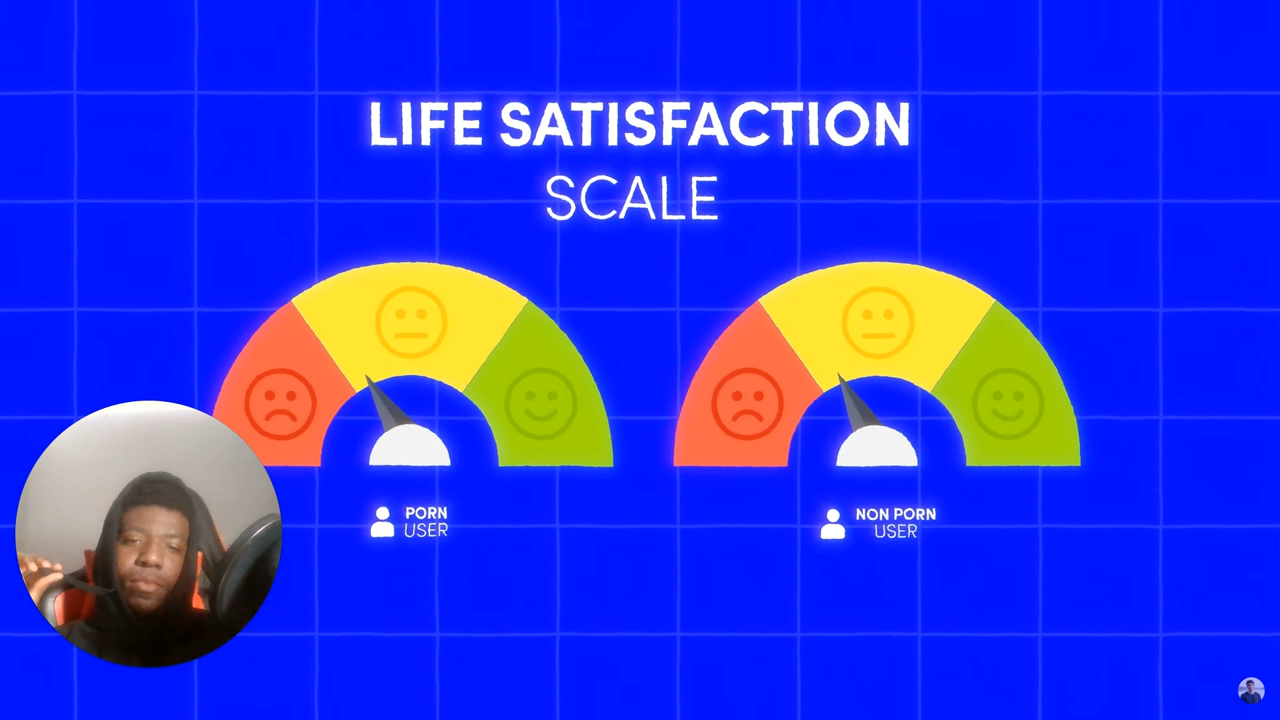 LIFE SATISFACTION
SCALE
PORN
USER
NON PORN
USER